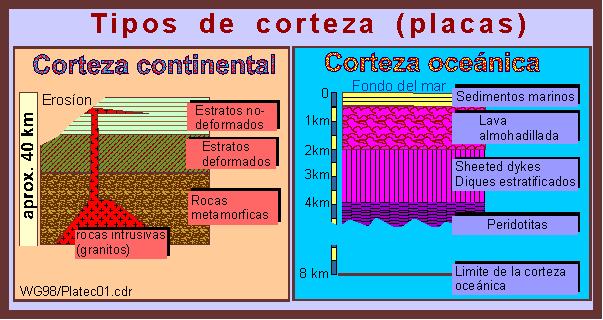 Tipos de corteza (placas)
Corteza continental
Erosíon
aprox. 40 km
Estratos no-
deformados
Estratos
deformados
Rocas
metamorficas
rocas intrusivas
(granitos)
WG98/Platec01.cdr
Corteza oceánica
Fondo del mar
0
1km
2km
3km
4km
8 km
Sedimentos marinos
Lava
almohadillada
Sheeted dykes
Diques estratificados
Peridotitas
Limite de la corteza
oceánica